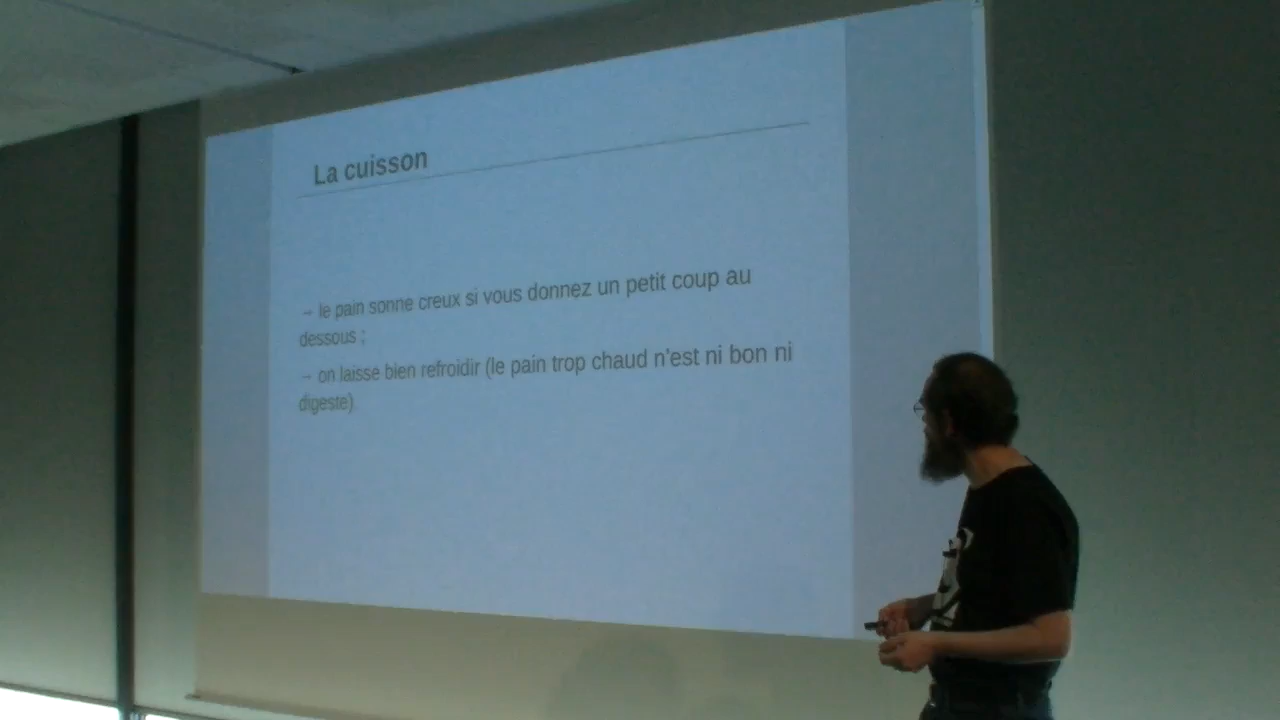 La cuisson
→ le pain sonne creux si vous donnez un petit coup au
dessous ;
→ on laisse bien refroidir (le pain trop chaud n'est ni bon ni
digeste)